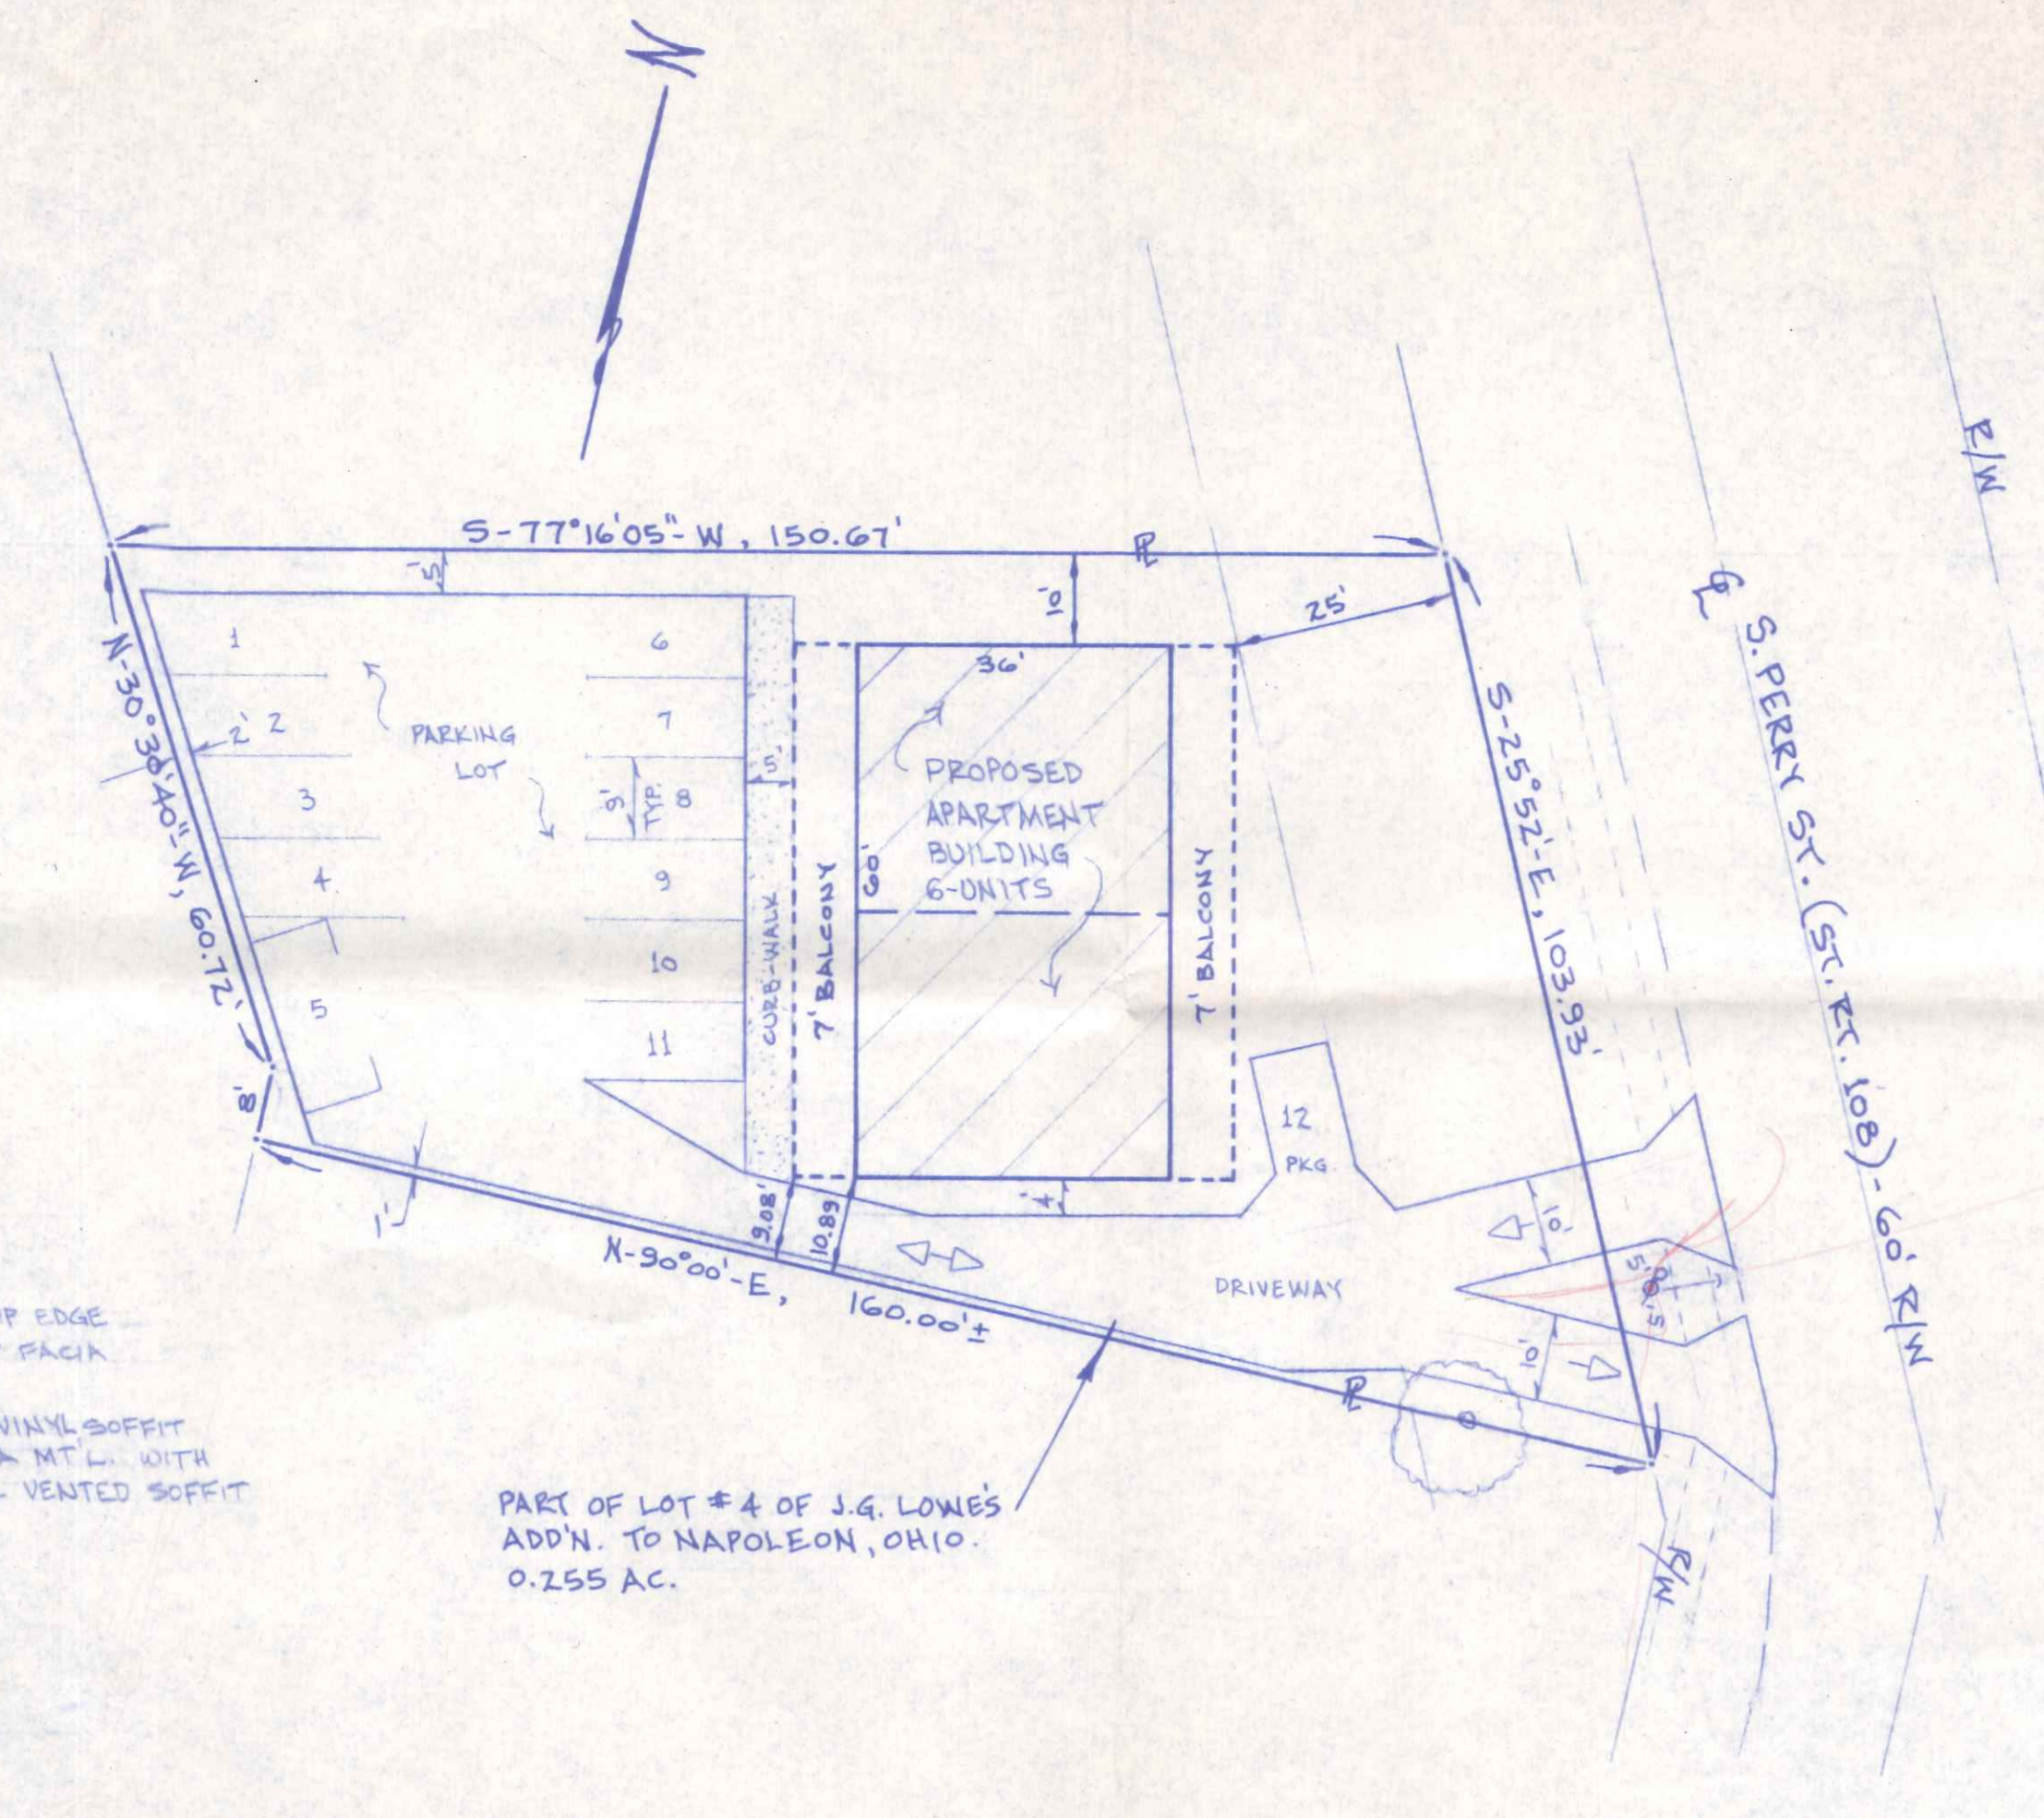 N
R/W
S-77°16'05"-W, 150.67'
PL
5'
10'
25'
CL S. PERRY ST. (ST. RT. 108)-60' R/W
N-30°30'40"-W, 60.72'
S-25°52'-E, 103.93'
1
2' 2
3
4
5
PARKING
LOT
6
7
9' TYP. 8
9
10
11
5'
CURB-WALK
7' BALCONY
36'
60'
PROPOSED
APARTMENT
BUILDING
6-UNITS
7' BALCONY
12
PKG.
8'
1'
9.08'
10.89'
4'
N-90°00'-E, 160.00'±
DRIVEWAY
10'
5'
5'
10'
PL
R/W
EDGE
FACIA
VINYL SOFFIT
MT'L. WITH
VENTED SOFFIT
PART OF LOT #4 OF J.G. LOWE'S
ADD'N. TO NAPOLEON, OHIO.
0.255 AC.